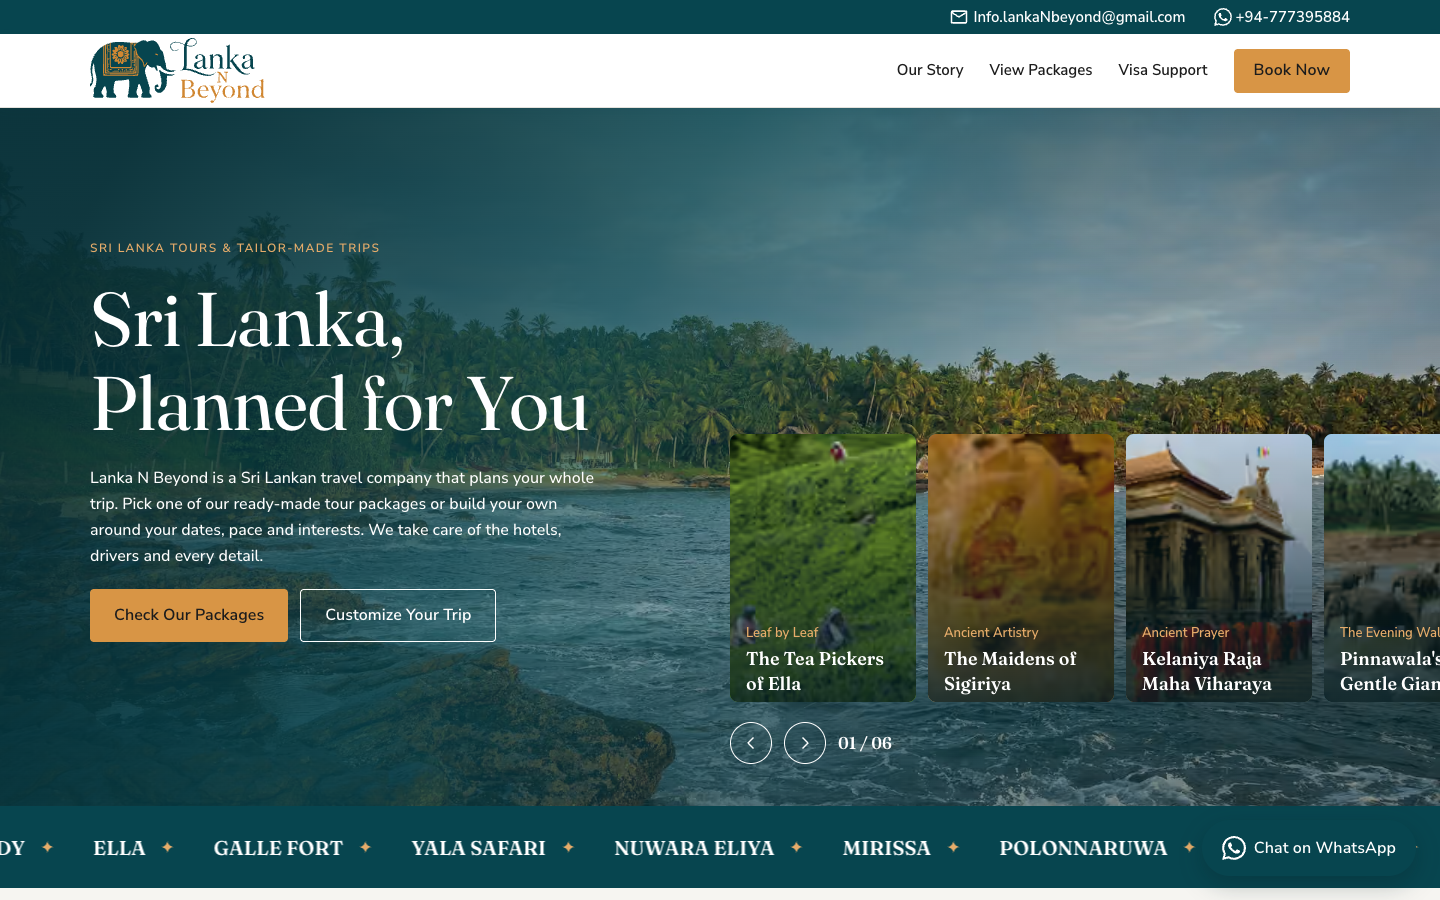 Info.lankaNbeyond@gmail.com
+94-777395884
Lanka
N
Beyond
Our Story
View Packages
Visa Support
Book Now
SRI LANKA TOURS & TAILOR-MADE TRIPS
Sri Lanka,
Planned for You
Lanka N Beyond is a Sri Lankan travel company that plans your whole
trip. Pick one of our ready-made tour packages or build your own
around your dates, pace and interests. We take care of the hotels,
drivers and every detail.
Check Our Packages
Customize Your Trip
Leaf by Leaf
The Tea Pickers
of Ella
Ancient Artistry
The Maidens of
Sigiriya
Ancient Prayer
Kelaniya Raja
Maha Viharaya
The Evening
Pinnawala's
Gentle
01 / 06
DY ✦ ELLA ✦ GALLE FORT ✦ YALA SAFARI ✦ NUWARA ELIYA ✦ MIRISSA ✦ POLONNARUWA ✦
Chat on WhatsApp